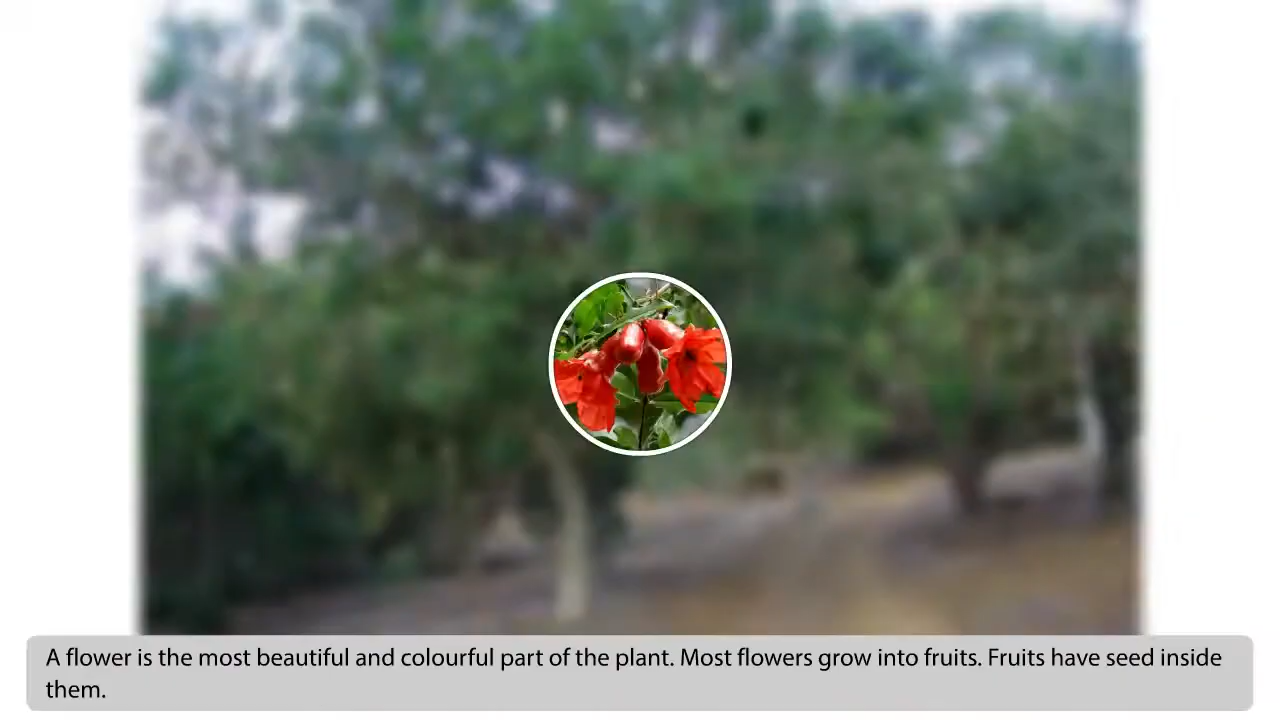 A flower is the most beautiful and colourful part of the plant. Most flowers grow into fruits. Fruits have seed inside
them.